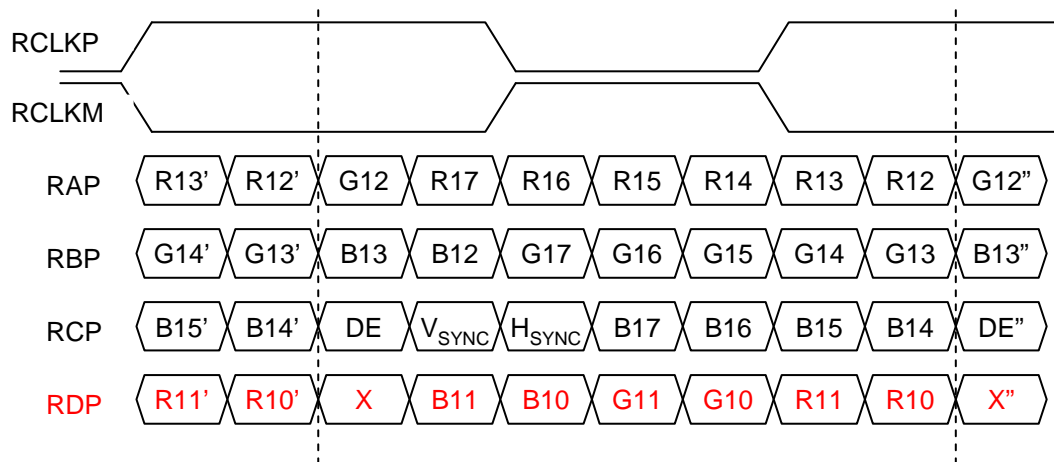 RCLKP
RCLKM
RAP R13’ R12’ G12 R17 R16 R15 R14 R13 R12 G12”
RBP G14’ G13’ B13 B12 G17 G16 G15 G14 G13 B13”
RCP B15’ B14’ DE VSYNC HSYNC B17 B16 B15 B14 DE”
RDP R11’ R10’ X B11 B10 G11 G10 R11 R10 X”